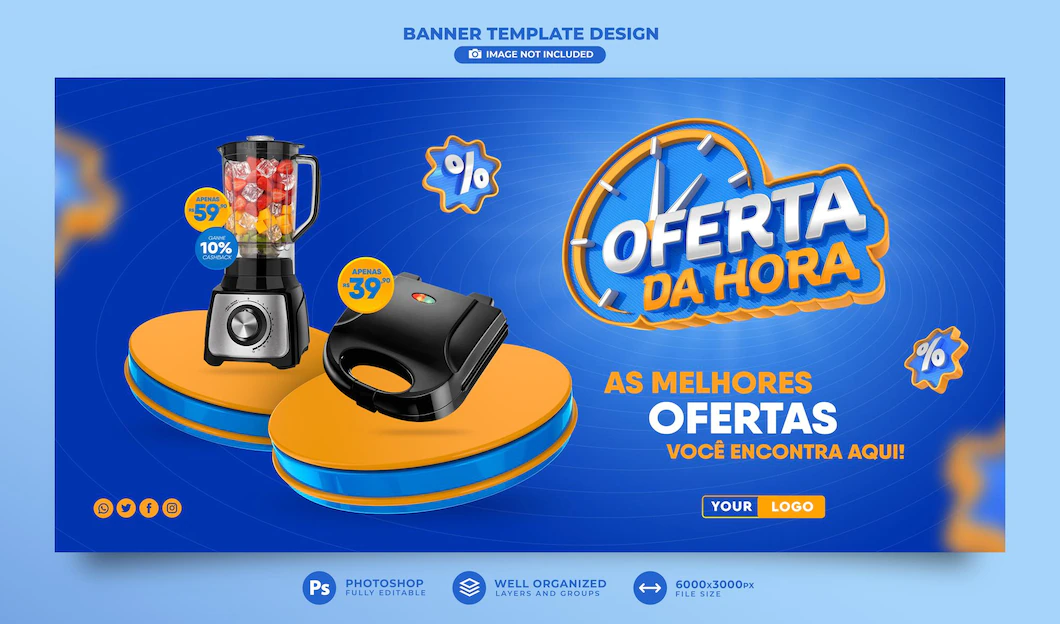 BANNER TEMPLATE DESIGN
IMAGE NOT INCLUDED
APENAS
R$59,90
GANHE
10%
CASHBACK
APENAS
R$39,90
%
OFERTA
DA HORA
%
AS MELHORES
OFERTAS
VOCÊ ENCONTRA AQUI!
YOUR LOGO
Ps
PHOTOSHOP
FULLY EDITABLE
WELL ORGANIZED
LAYERS AND GROUPS
6000x3000PX
FILE SIZE